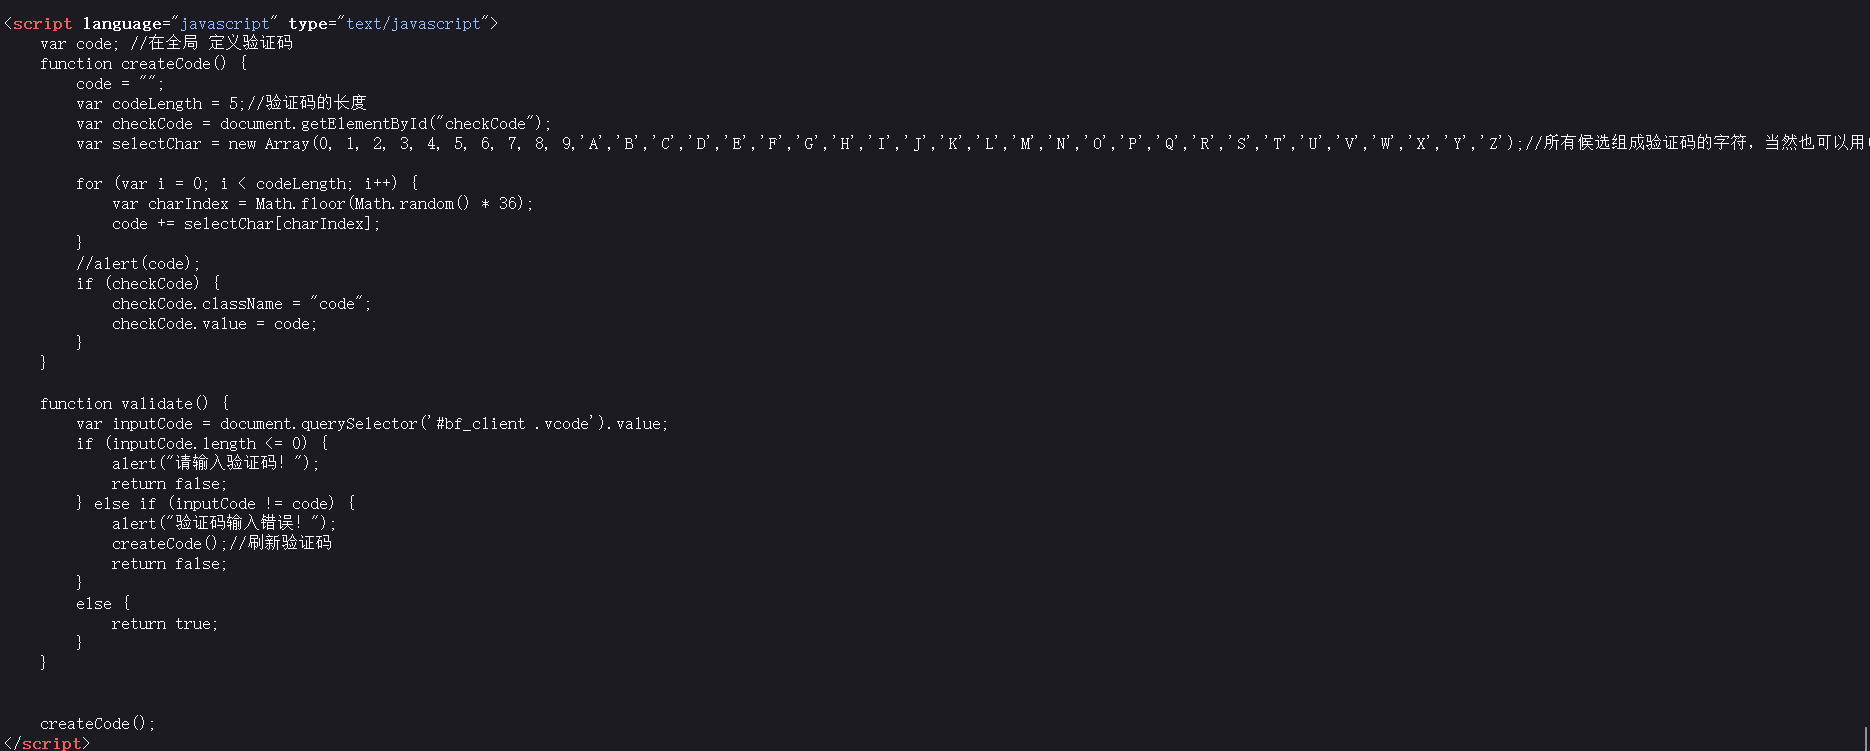 <script language="javascript" type="text/javascript">
    var code; //在全局 定义验证码
    function createCode() {
        code = "";
        var codeLength = 5;//验证码的长度
        var checkCode = document.getElementById("checkCode");
        var selectChar = new Array(0, 1, 2, 3, 4, 5, 6, 7, 8, 9,'A','B','C','D','E','F','G','H','I','J','K','L','M','N','O','P','Q','R','S','T','U','V','W','X','Y','Z');//所有候选组成验证码的字符，当然也可以用
        for (var i = 0; i < codeLength; i++) {
            var charIndex = Math.floor(Math.random() * 36);
            code += selectChar[charIndex];
        }
        //alert(code);
        if (checkCode) {
            checkCode.className = "code";
            checkCode.value = code;
        }
    }
    function validate() {
        var inputCode = document.querySelector('#bf_client .vcode').value;
        if (inputCode.length <= 0) {
            alert("请输入验证码！");
            return false;
        } else if (inputCode != code) {
            alert("验证码输入错误！");
            createCode();//刷新验证码
            return false;
        }
        else {
            return true;
        }
    }
    createCode();
</script>